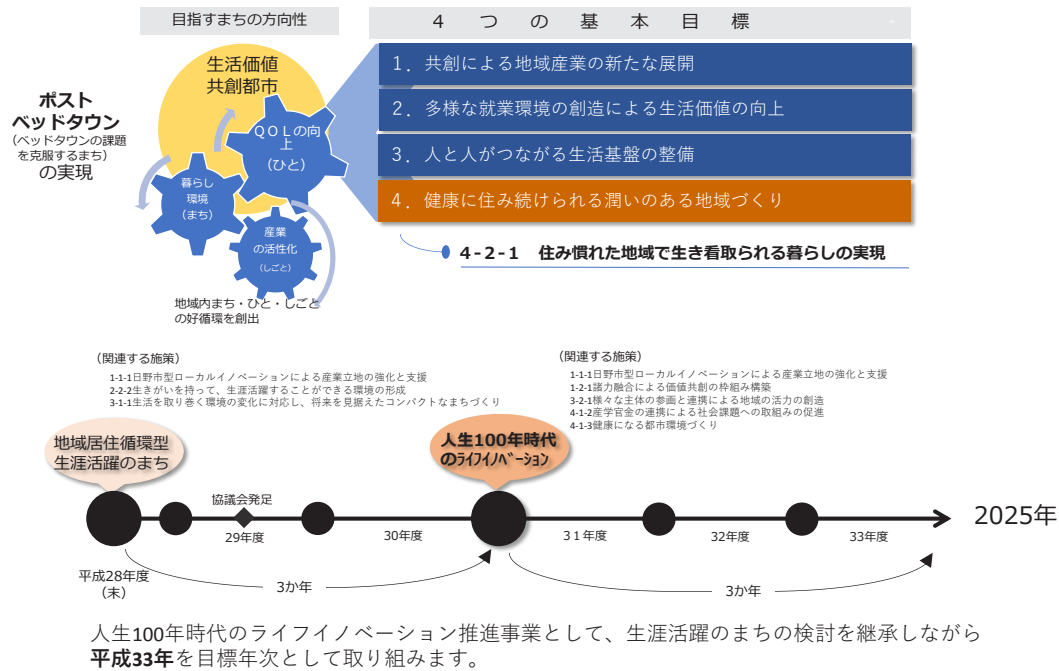 目指すまちの方向性
4つの基本目標
生活価値
共創都市
ポスト
ベッドタウン
(ベッドタウンの課題
を克服するまち)
の実現
QOLの向
上
(ひと)
暮らし
環境
(まち)
産業
の活性化
(しごと)
地域内まち・ひと・しごと
の好循環を創出
1．共創による地域産業の新たな展開
2．多様な就業環境の創造による生活価値の向上
3．人と人がつながる生活基盤の整備
4．健康に住み続けられる潤いのある地域づくり
4-2-1　住み慣れた地域で生き看取られる暮らしの実現
(関連する施策)
1-1-1日野市型ローカルイノベーションによる産業立地の強化と支援
2-2-2生きがいを持って、生涯活躍することができる環境の形成
3-1-1生活を取り巻く環境の変化に対応し、将来を見据えたコンパクトなまちづくり
(関連する施策)
1-1-1日野市型ローカルイノベーションによる産業立地の強化と支援
1-2-1諸力融合による価値共創の枠組み構築
3-2-1様々な主体の参画と連携による地域の活力の創造
4-1-2産学官金の連携による社会課題への取組みの促進
4-1-3健康になる都市環境づくり
地域居住循環型
生涯活躍のまち
人生100年時代
のﾗｲﾌｲﾉﾍﾞｰｼｮﾝ
協議会発足
29年度
30年度
31年度
32年度
33年度
2025年
平成28年度
(末)
3か年
3か年
人生100年時代のライフイノベーション推進事業として、生涯活躍のまちの検討を継承しながら
平成33年を目標年次として取り組みます。